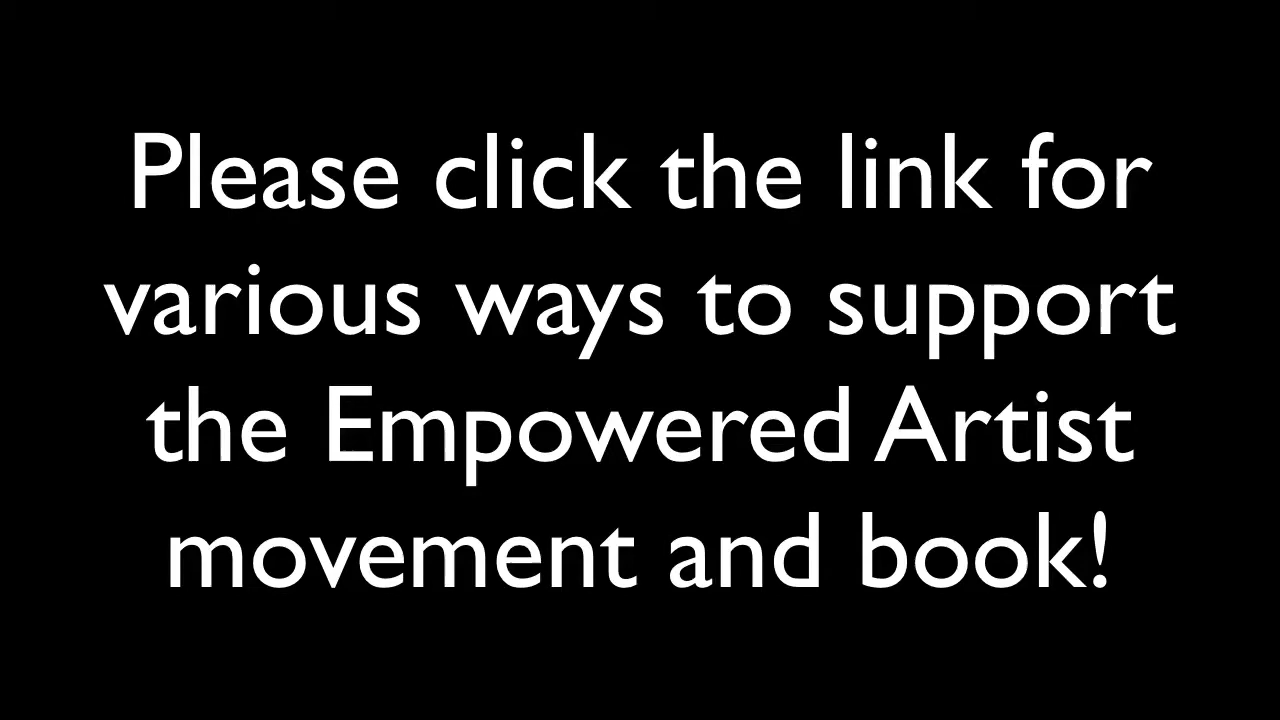 Please click the link for
various ways to support
the Empowered Artist
movement and book!